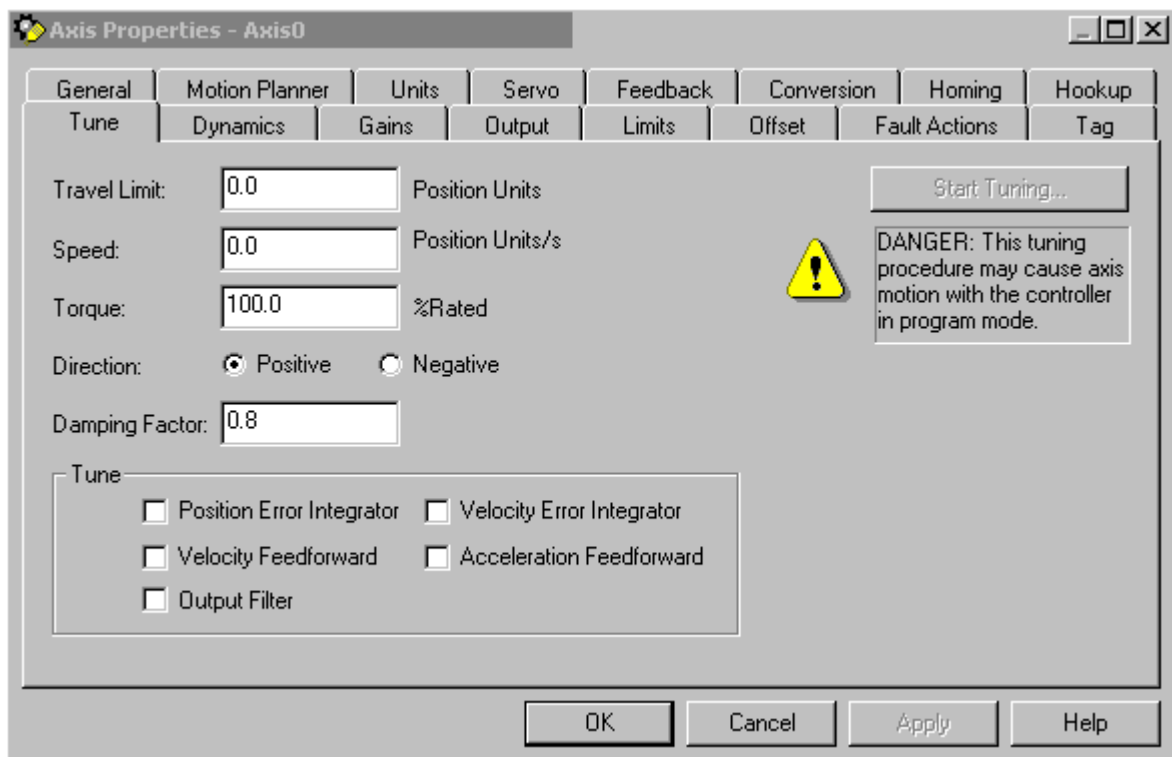 Axis Properties - Axis0
General Motion Planner Units Servo Feedback Conversion Homing Hookup
Tune Dynamics Gains Output Limits Offset Fault Actions Tag
Travel Limit: 0.0 Position Units
Start Tuning...
Speed: 0.0 Position Units/s
DANGER: This tuning
procedure may cause axis
motion with the controller
in program mode.
Torque: 100.0 %Rated
Direction: Positive Negative
Damping Factor: 0.8
Tune
Position Error Integrator Velocity Error Integrator
Velocity Feedforward Acceleration Feedforward
Output Filter
OK Cancel Apply Help